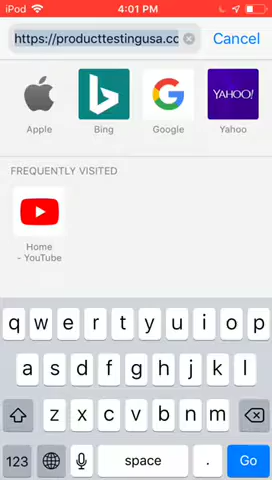 iPod 4:01 PM
https://producttestingusa.cc Cancel
YAHOO!
Apple Bing Google Yahoo
FREQUENTLY VISITED
Home
- YouTube
q w e r t y u i o p
a s d f g h j k l
z x c v b n m
123 space . Go